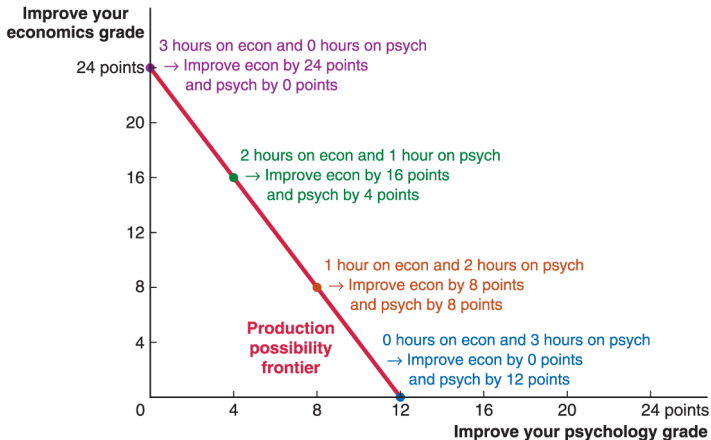 Improve your
economics grade
3 hours on econ and 0 hours on psych
24 points
→ Improve econ by 24 points
and psych by 0 points
20
2 hours on econ and 1 hour on psych
16
→ Improve econ by 16 points
and psych by 4 points
12
1 hour on econ and 2 hours on psych
8
→ Improve econ by 8 points
and psych by 8 points
Production
possibility
frontier
4
0 hours on econ and 3 hours on psych
→ Improve econ by 0 points
and psych by 12 points
0 4 8 12 16 20 24 points
Improve your psychology grade